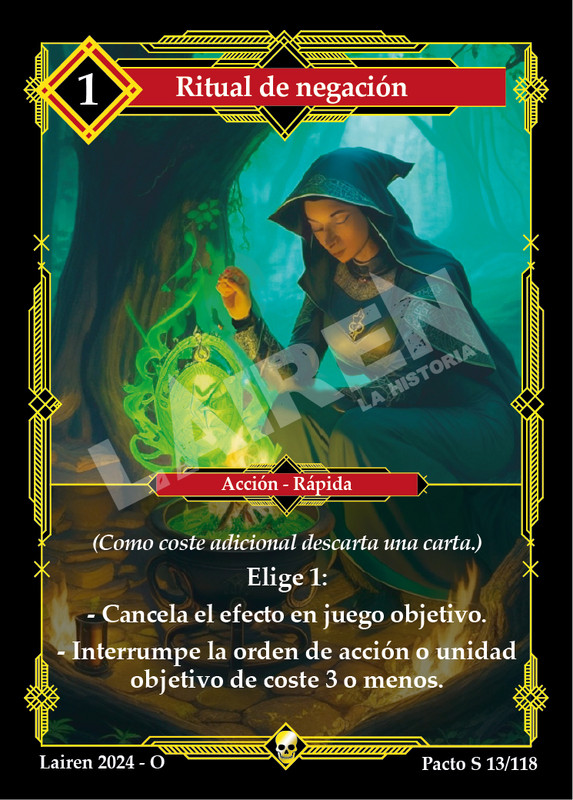 1
Ritual de negación
LAIREN
LA HISTORIA
Acción - Rápida
(Como coste adicional descarta una carta.)
Elige 1:
- Cancela el efecto en juego objetivo.
- Interrumpe la orden de acción o unidad
objetivo de coste 3 o menos.
Lairen 2024 - O
Pacto S 13/118